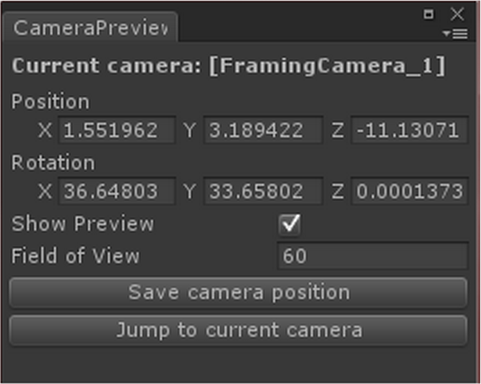 CameraPreview
Current camera: [FramingCamera_1]
Position
X 1.551962 Y 3.189422 Z -11.13071
Rotation
X 36.64803 Y 33.65802 Z 0.0001373
Show Preview
Field of View 60
Save camera position
Jump to current camera